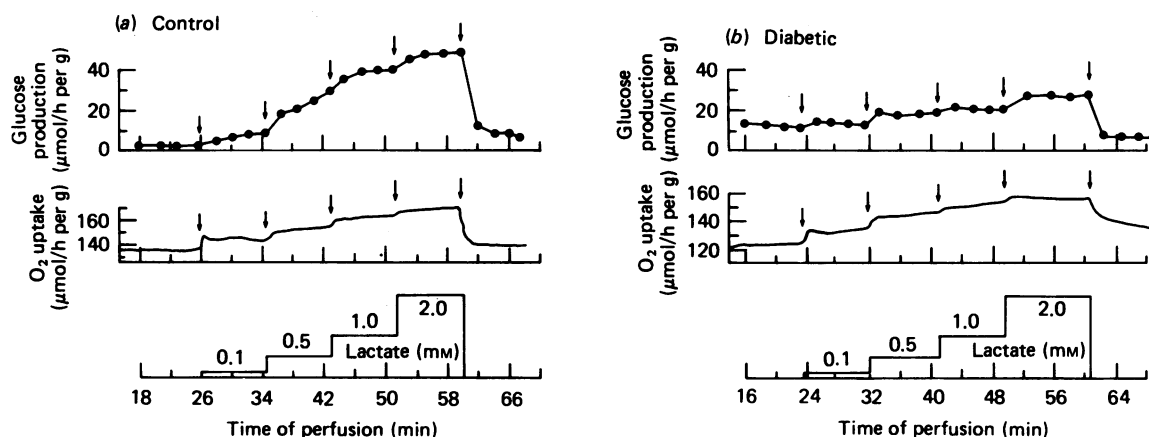 (a) Control
Glucose
production
(µmol/h per g)
40
20
0
O2 uptake
(µmol/h per g)
160
140
0.1
0.5
1.0
2.0
Lactate (mM)
18 26 34 42 50 58 66
Time of perfusion (min)
(b) Diabetic
Glucose
production
(µmol/h per g)
40
20
0
O2 uptake
(µmol/h per g)
160
140
120
0.1
0.5
1.0
2.0
Lactate (mM)
16 24 32 40 48 56 64
Time of perfusion (min)